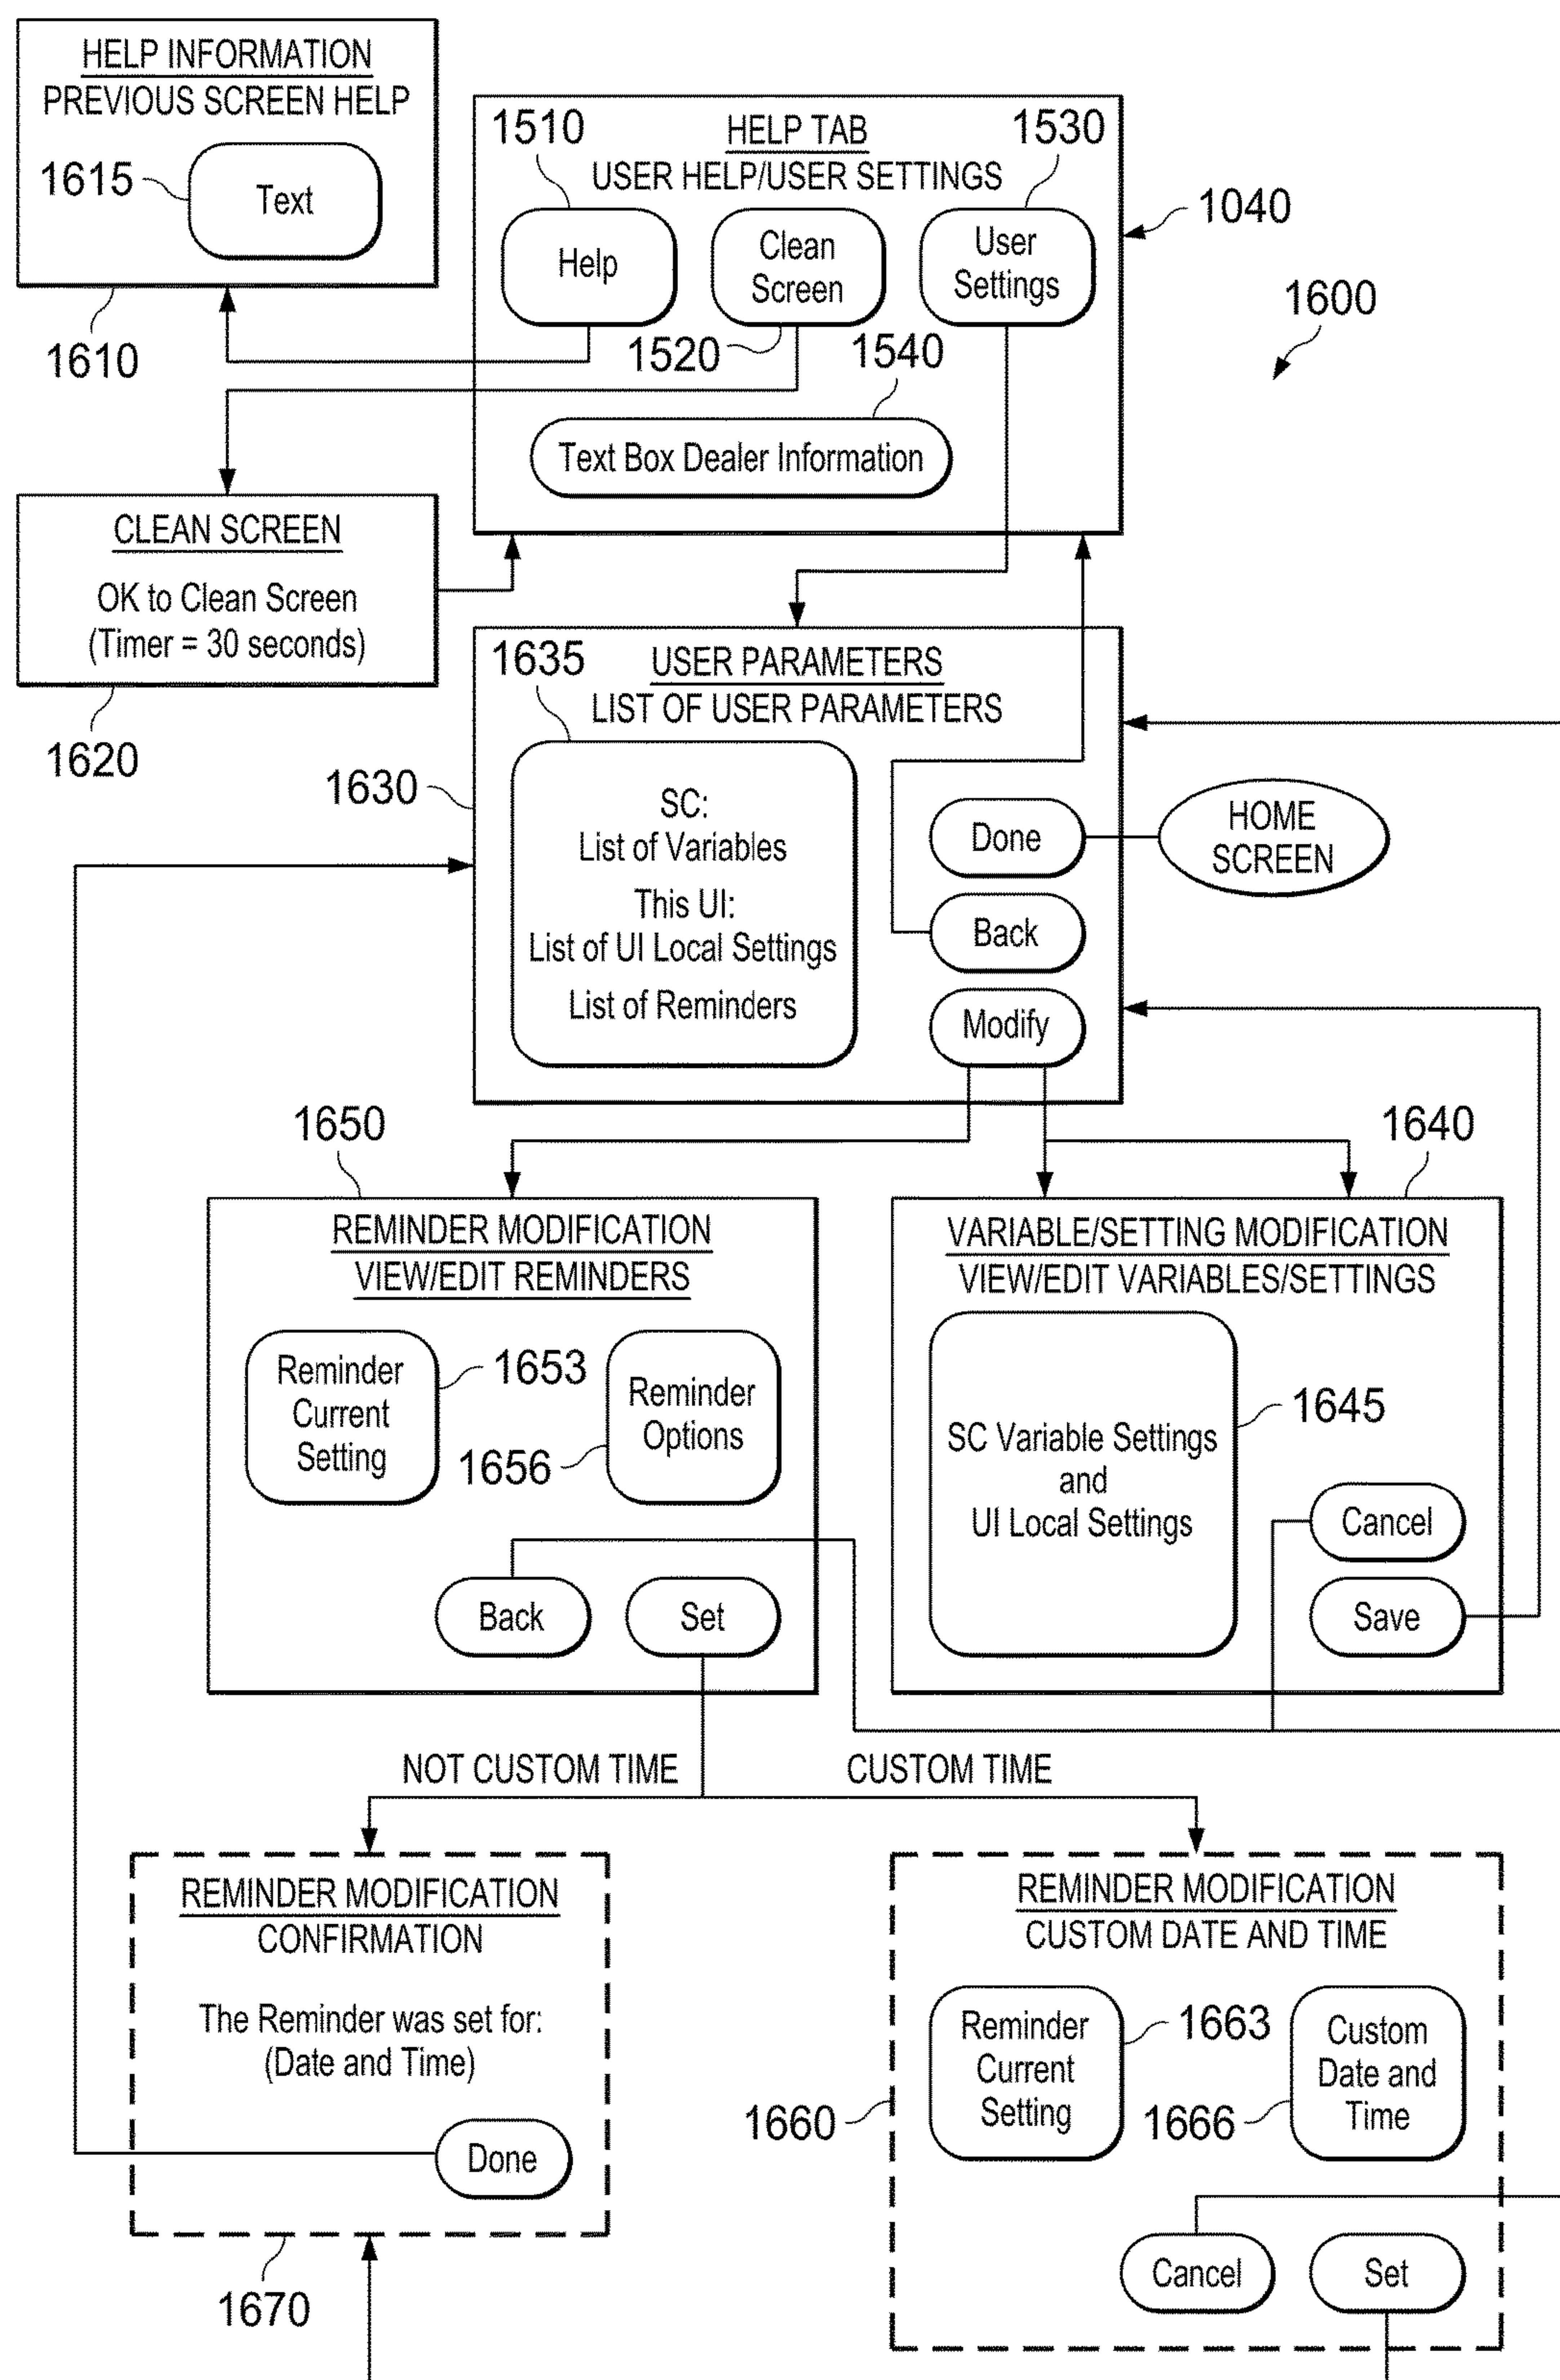 HELP INFORMATION
PREVIOUS SCREEN HELP
1615
Text
1610
1510
HELP TAB
1530
USER HELP/USER SETTINGS
Help
Clean
Screen
User
Settings
1040
1600
1520
1540
Text Box Dealer Information
CLEAN SCREEN
OK to Clean Screen
(Timer = 30 seconds)
1620
1635
USER PARAMETERS
LIST OF USER PARAMETERS
1630
SC:
List of Variables
This UI:
List of UI Local Settings
List of Reminders
Done
Back
Modify
HOME
SCREEN
1650
REMINDER MODIFICATION
VIEW/EDIT REMINDERS
Reminder
Current
Setting
1653
1656
Reminder
Options
Back
Set
1640
VARIABLE/SETTING MODIFICATION
VIEW/EDIT VARIABLES/SETTINGS
SC Variable Settings
and
UI Local Settings
1645
Cancel
Save
NOT CUSTOM TIME
CUSTOM TIME
REMINDER MODIFICATION
CONFIRMATION
The Reminder was set for:
(Date and Time)
Done
1670
REMINDER MODIFICATION
CUSTOM DATE AND TIME
Reminder
Current
Setting
1663
1666
Custom
Date and
Time
1660
Cancel
Set